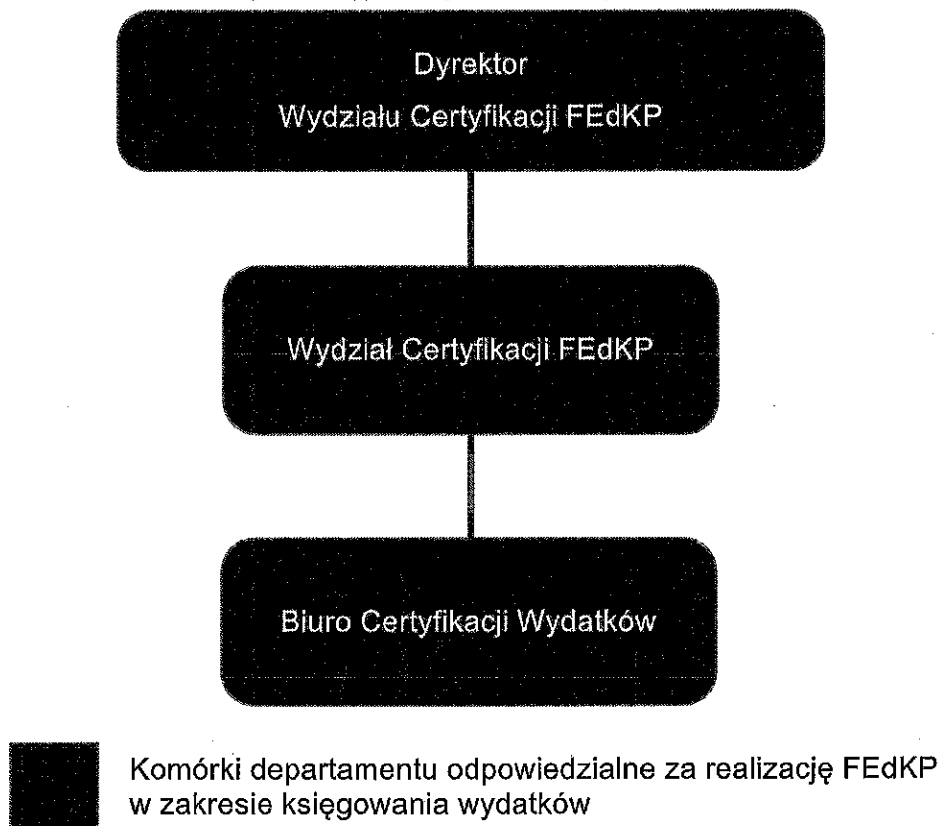 Dyrektor
Wydziału Certyfikacji FEdKP
Wydział Certyfikacji FEdKP
Biuro Certyfikacji Wydatków
Komórki departamentu odpowiedzialne za realizację FEdKP
w zakresie księgowania wydatków